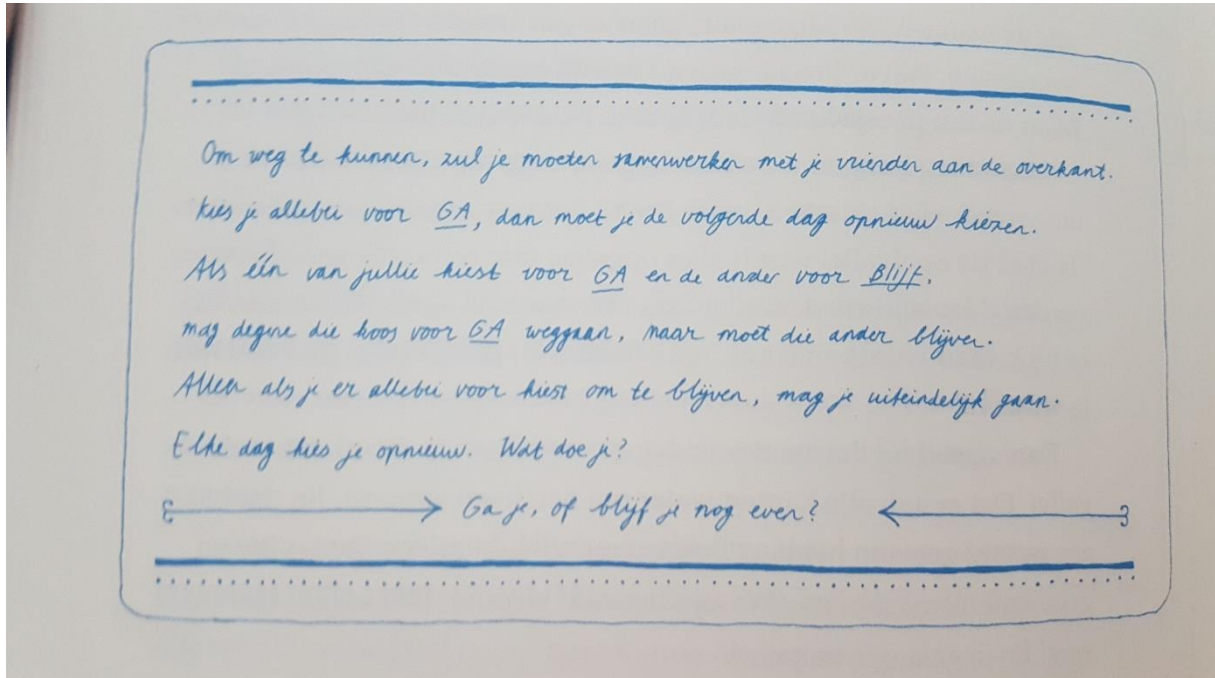 Om weg te kunnen, zul je moeten samenwerken met je vrienden aan de overkant.
Kies je allebei voor GA, dan moet je de volgende dag opnieuw kiezen.
Als één van jullie kiest voor GA en de ander voor Blijf,
mag degene die koos voor GA weggaan, maar moet die ander blijven.
Alleen als je er allebei voor kiest om te blijven, mag je uiteindelijk gaan.
Elke dag kies je opnieuw. Wat doe je?
Ga je, of blijf je nog even?